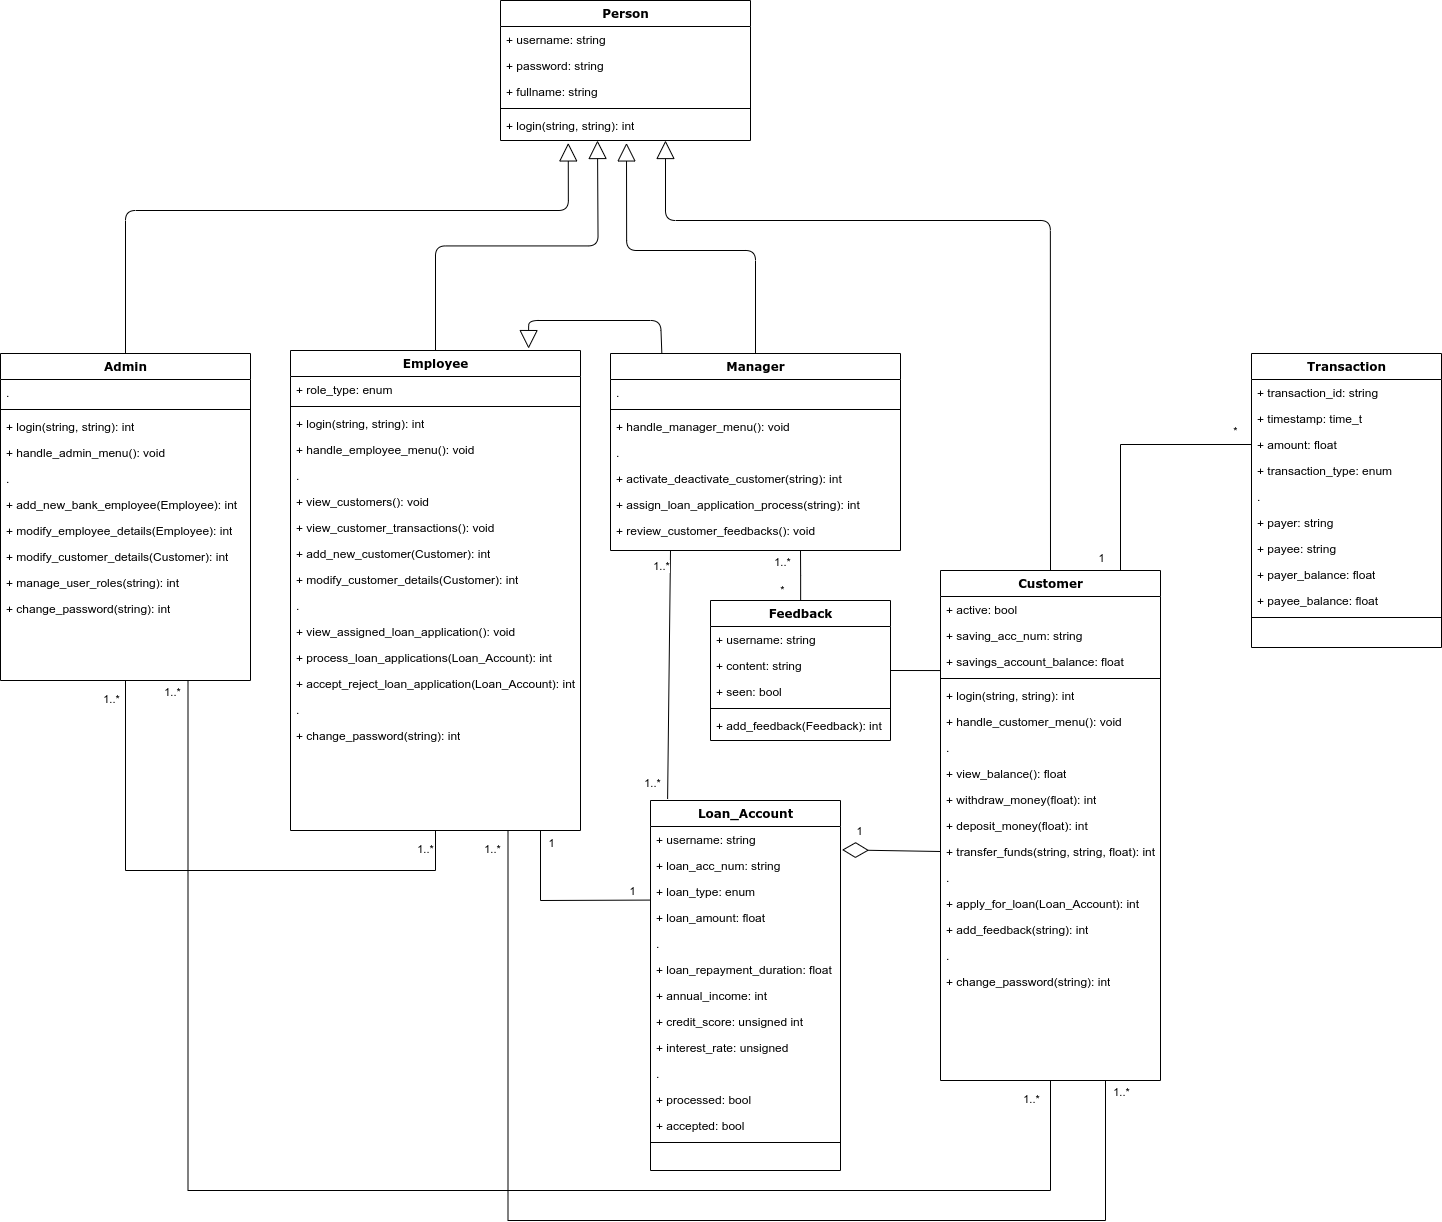 Person
+ username: string
+ password: string
+ fullname: string
+ login(string, string): int
Admin
.
+ login(string, string): int
+ handle_admin_menu(): void
.
+ add_new_bank_employee(Employee): int
+ modify_employee_details(Employee): int
+ modify_customer_details(Customer): int
+ manage_user_roles(string): int
+ change_password(string): int
1..*
1..*
Employee
+ role_type: enum
+ login(string, string): int
+ handle_employee_menu(): void
.
+ view_customers(): void
+ view_customer_transactions(): void
+ add_new_customer(Customer): int
+ modify_customer_details(Customer): int
.
+ view_assigned_loan_application(): void
+ process_loan_applications(Loan_Account): int
+ accept_reject_loan_application(Loan_Account): int
.
+ change_password(string): int
1..*
1..*
1
Manager
.
+ handle_manager_menu(): void
.
+ activate_deactivate_customer(string): int
+ assign_loan_application_process(string): int
+ review_customer_feedbacks(): void
1..*
1..*
*
Feedback
+ username: string
+ content: string
+ seen: bool
+ add_feedback(Feedback): int
1..*
1
Loan_Account
+ username: string
+ loan_acc_num: string
+ loan_type: enum
+ loan_amount: float
.
+ loan_repayment_duration: float
+ annual_income: int
+ credit_score: unsigned int
+ interest_rate: unsigned
.
+ processed: bool
+ accepted: bool
1
1
Customer
+ active: bool
+ saving_acc_num: string
+ savings_account_balance: float
+ login(string, string): int
+ handle_customer_menu(): void
.
+ view_balance(): float
+ withdraw_money(float): int
+ deposit_money(float): int
+ transfer_funds(string, string, float): int
.
+ apply_for_loan(Loan_Account): int
+ add_feedback(string): int
.
+ change_password(string): int
1..*
1..*
*
Transaction
+ transaction_id: string
+ timestamp: time_t
+ amount: float
+ transaction_type: enum
.
+ payer: string
+ payee: string
+ payer_balance: float
+ payee_balance: float